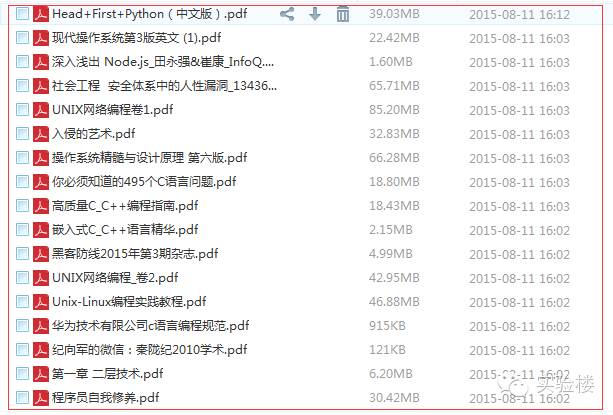 Head+First+Python（中文版）.pdf 39.03MB 2015-08-11 16:12
现代操作系统第3版英文 (1).pdf 22.42MB 2015-08-11 16:03
深入浅出 Node.js_田永强&崔康_InfoQ.... 1.60MB 2015-08-11 16:03
社会工程 安全体系中的人性漏洞_13436... 65.71MB 2015-08-11 16:03
UNIX网络编程卷1.pdf 85.20MB 2015-08-11 16:03
入侵的艺术.pdf 32.83MB 2015-08-11 16:03
操作系统精髓与设计原理 第六版.pdf 66.28MB 2015-08-11 16:03
你必须知道的495个C语言问题.pdf 18.80MB 2015-08-11 16:03
高质量C_C++编程指南.pdf 18.43MB 2015-08-11 16:03
嵌入式C_C++语言精华.pdf 2.15MB 2015-08-11 16:02
黑客防线2015年第3期杂志.pdf 4.99MB 2015-08-11 16:02
UNIX网络编程_卷2.pdf 42.95MB 2015-08-11 16:02
Unix-Linux编程实践教程.pdf 46.88MB 2015-08-11 16:02
华为技术有限公司c语言编程规范.pdf 915KB 2015-08-11 16:02
纪向军的微信：秦陇纪2010学术.pdf 121KB 2015-08-11 16:02
第一章 二层技术.pdf 6.20MB 2015-08-11 16:02
实验楼
程序员自我修养.pdf 30.42MB 2015-08-11 16:02